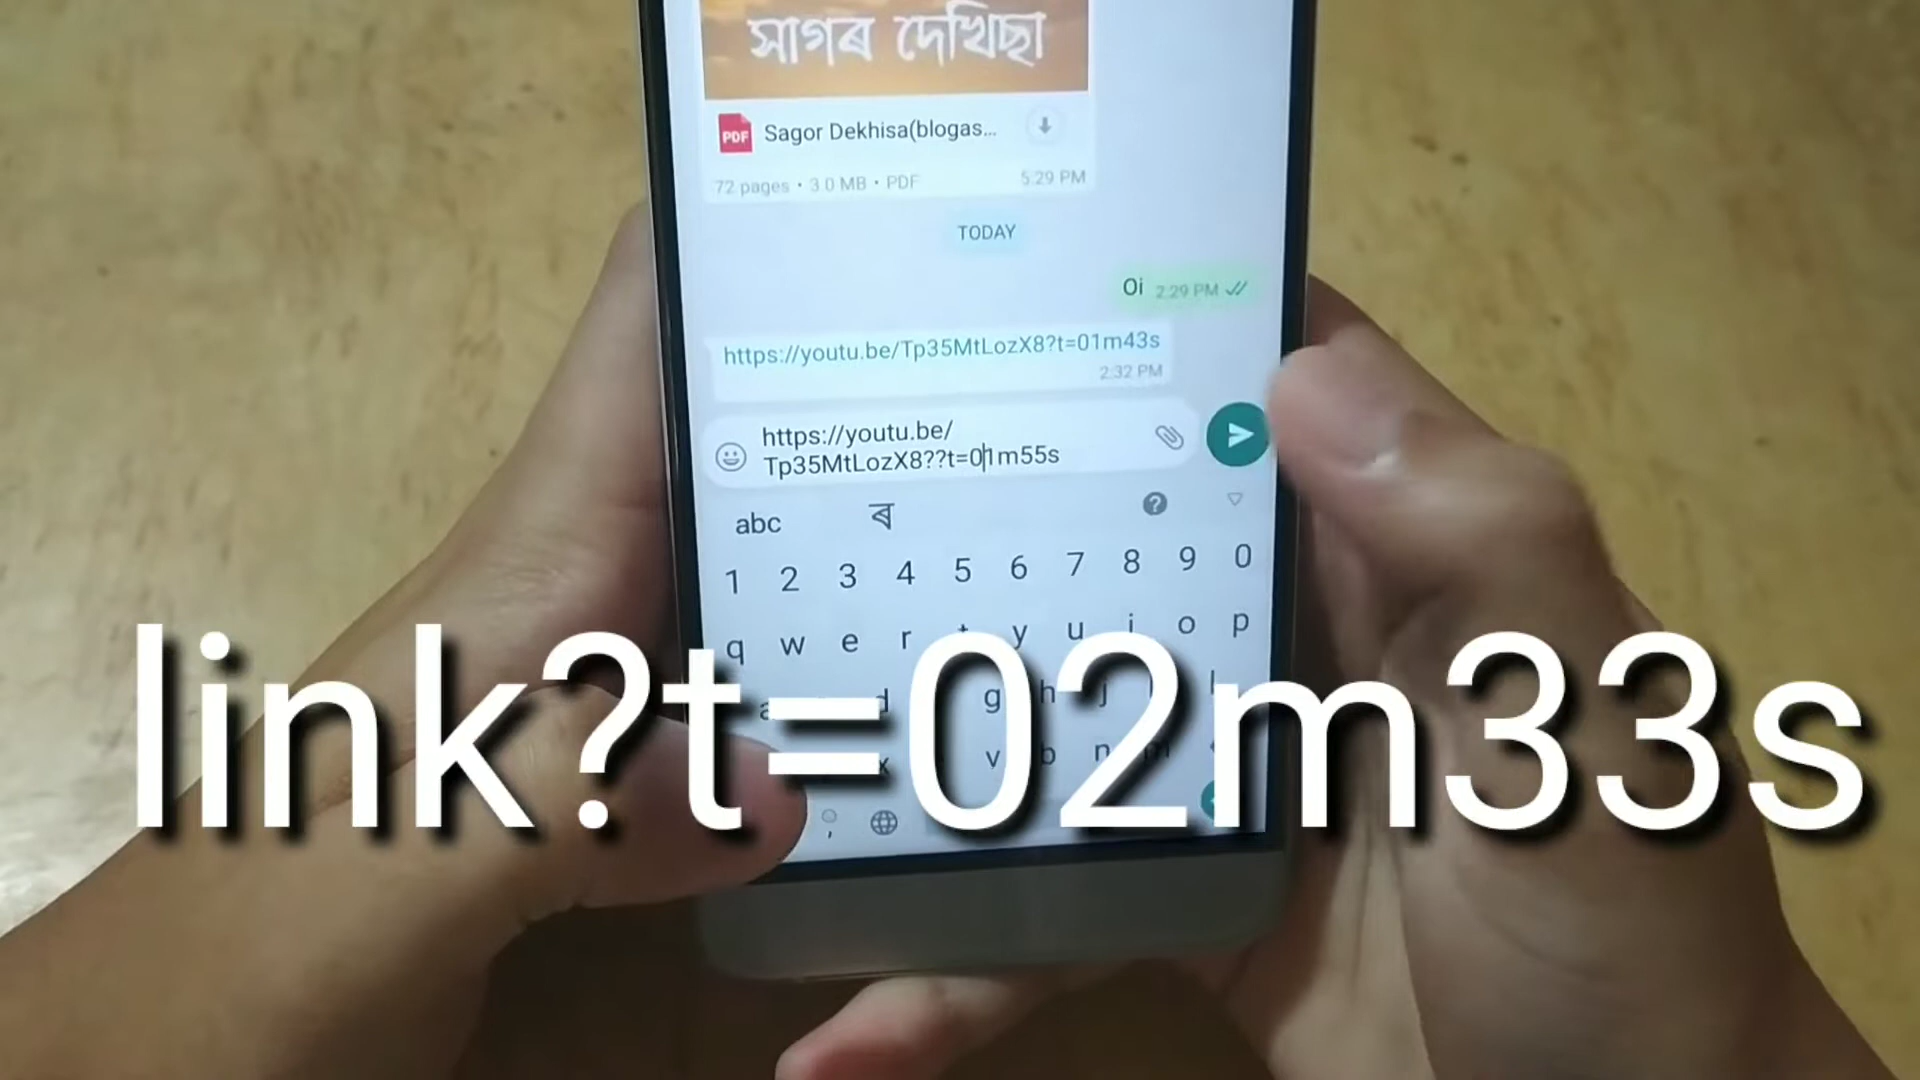 সাগৰ দেখিছা
PDF
Sagor Dekhisa(blogas...
72 pages • 3.0 MB • PDF
5:29 PM
TODAY
Oi 2:29 PM
https://youtu.be/Tp35MtLozX8?t=01m43s
2:32 PM
https://youtu.be/
Tp35MtLozX8??t=01m55s
abc ৰ ?
1 2 3 4 5 6 7 8 9 0
q w e r t y u i o p
a d g h j l
x v b n m
link?t=02m33s